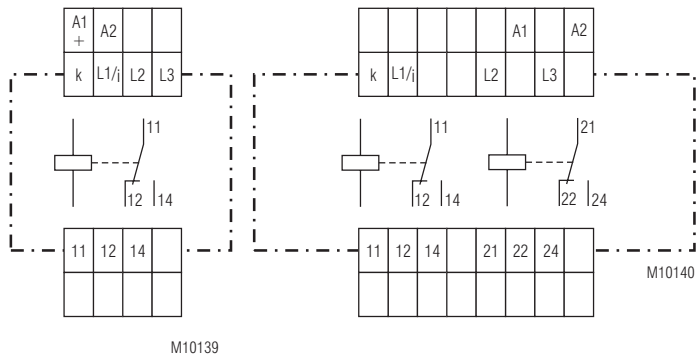 A1 + A2
k L1/i L2 L3
11
12 14
11 12 14
M10139
A1 A2
k L1/i L2 L3
11 21
12 14 22 24
11 12 14 21 22 24
M10140